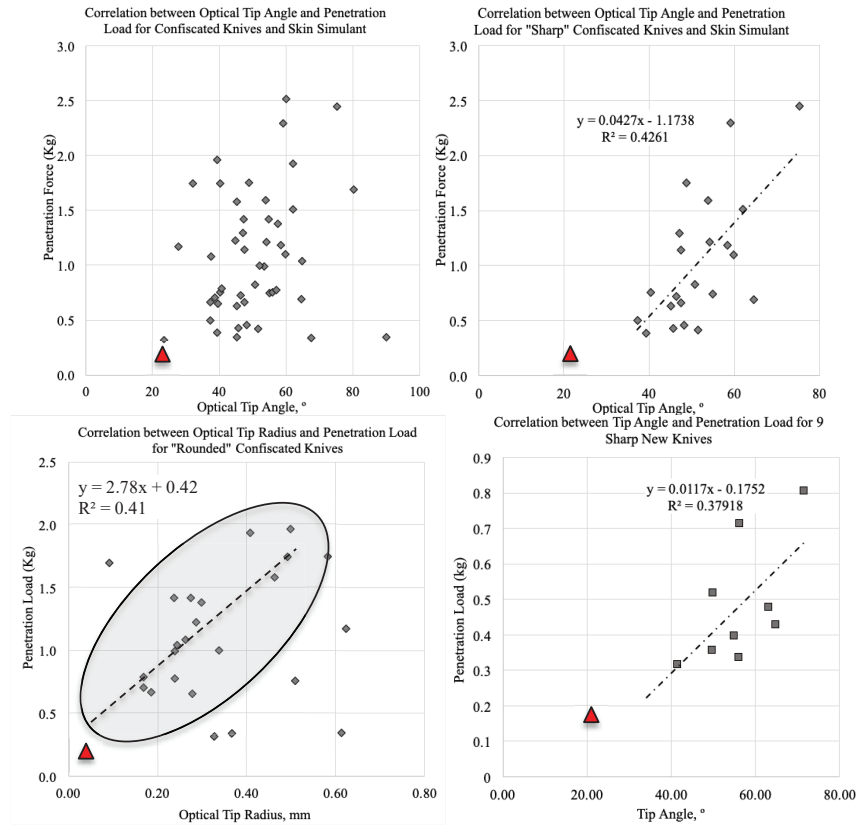 Correlation between Optical Tip Angle and Penetration
Load for Confiscated Knives and Skin Simulant
3.0
2.5
2.0
1.5
1.0
0.5
0.0
Penetration Force (Kg)
0 20 40 60 80 100
Optical Tip Angle, º
Correlation between Optical Tip Angle and Penetration
Load for "Sharp" Confiscated Knives and Skin Simulant
3.0
2.5
2.0
1.5
1.0
0.5
0.0
Penetration Force (Kg)
y = 0.0427x - 1.1738
R² = 0.4261
0 20 40 60 80
Optical Tip Angle, º
Correlation between Optical Tip Radius and Penetration Load
for "Rounded" Confiscated Knives
2.5
2.0
1.5
1.0
0.5
0.0
Penetration Load (Kg)
y = 2.78x + 0.42
R² = 0.41
0.00 0.20 0.40 0.60 0.80
Optical Tip Radius, mm
Correlation between Tip Angle and Penetration Load for 9
Sharp New Knives
0.9
0.8
0.7
0.6
0.5
0.4
0.3
0.2
0.1
0
Penetration Load (kg)
y = 0.0117x - 0.1752
R² = 0.37918
0.00 20.00 40.00 60.00 80.00
Tip Angle, º